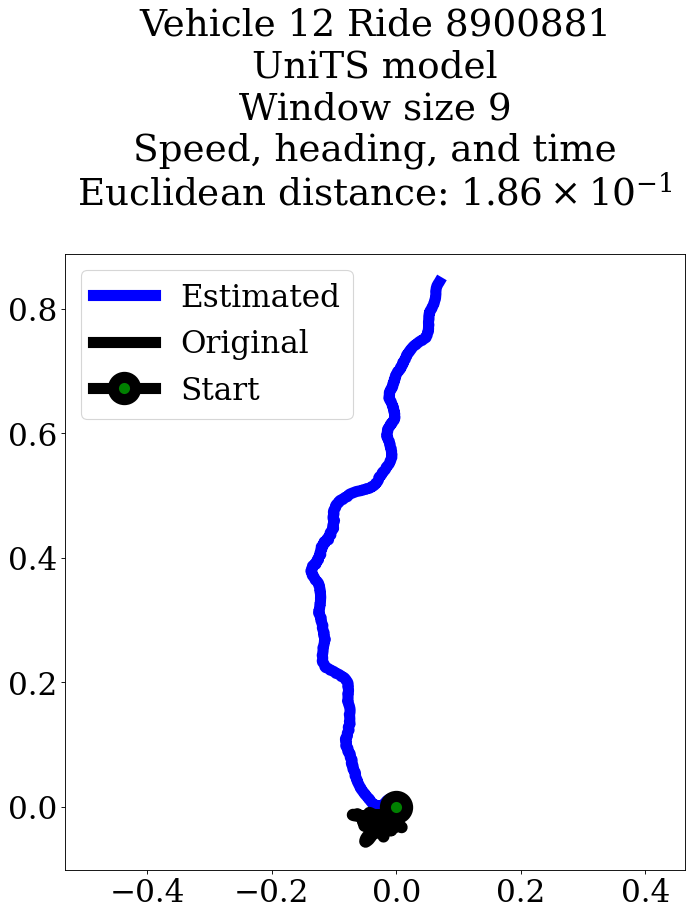 Vehicle 12 Ride 8900881
UniTS model
Window size 9
Speed, heading, and time
Euclidean distance: 1.86 × 10⁻¹
Estimated
Original
Start
0.8
0.6
0.4
0.2
0.0
−0.4
−0.2
0.0
0.2
0.4